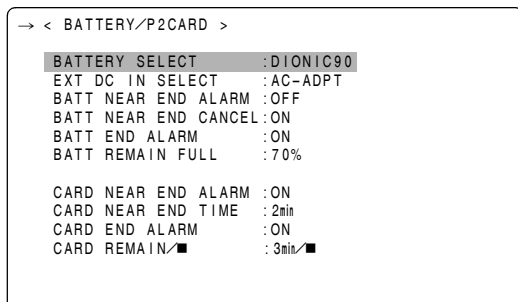 → < BATTERY/P2CARD >
BATTERY SELECT :DIONIC90
EXT DC IN SELECT :AC-ADPT
BATT NEAR END ALARM :OFF
BATT NEAR END CANCEL:ON
BATT END ALARM :ON
BATT REMAIN FULL :70%
CARD NEAR END ALARM :ON
CARD NEAR END TIME :2min
CARD END ALARM :ON
CARD REMAIN/■ :3min/■